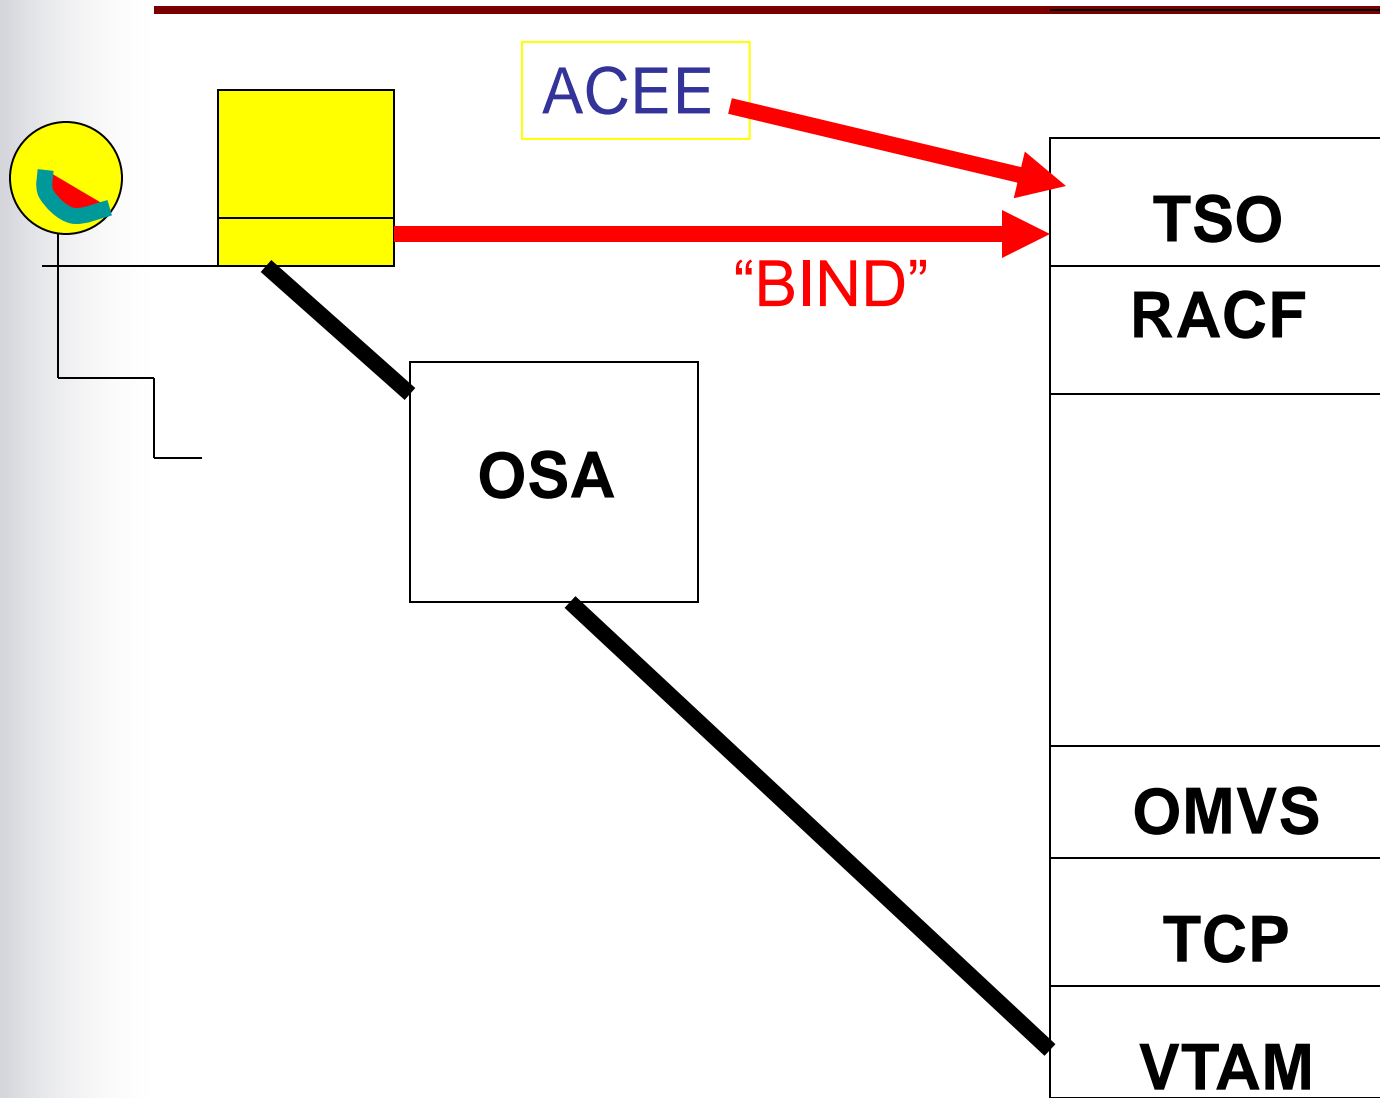 ACEE
TSO
“BIND”
RACF
OSA
OMVS
TCP
VTAM